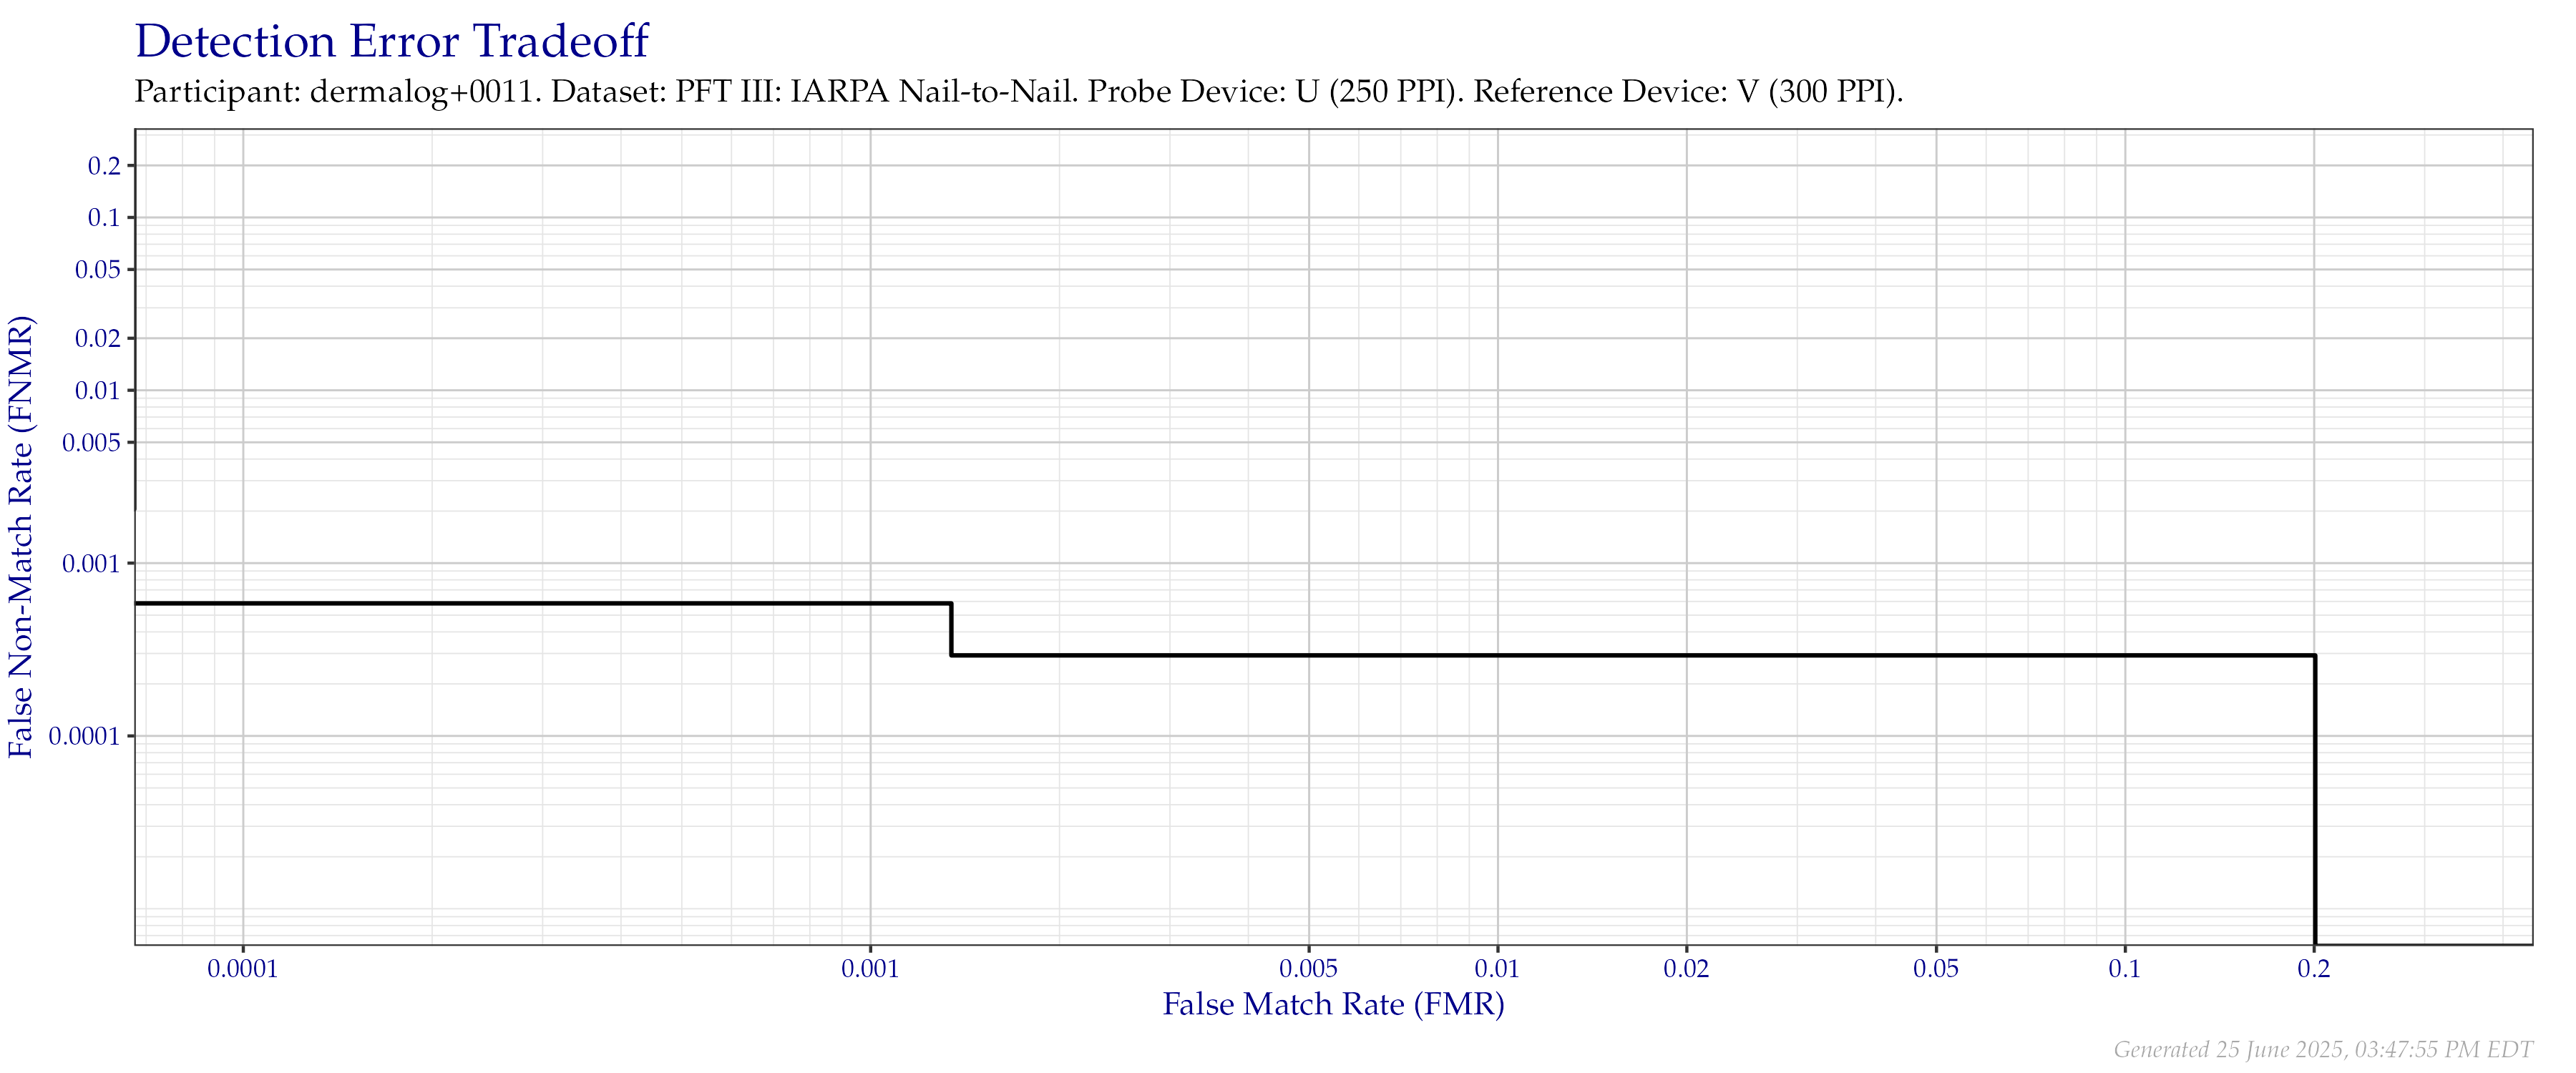 Detection Error Tradeoff
Participant: dermalog+0011. Dataset: PFT III: IARPA Nail-to-Nail. Probe Device: U (250 PPI). Reference Device: V (300 PPI).
False Non-Match Rate (FNMR)
0.2
0.1
0.05
0.02
0.01
0.005
0.001
0.0001
0.0001 0.001 0.005 0.01 0.02 0.05 0.1 0.2
False Match Rate (FMR)
Generated 25 June 2025, 03:47:55 PM EDT